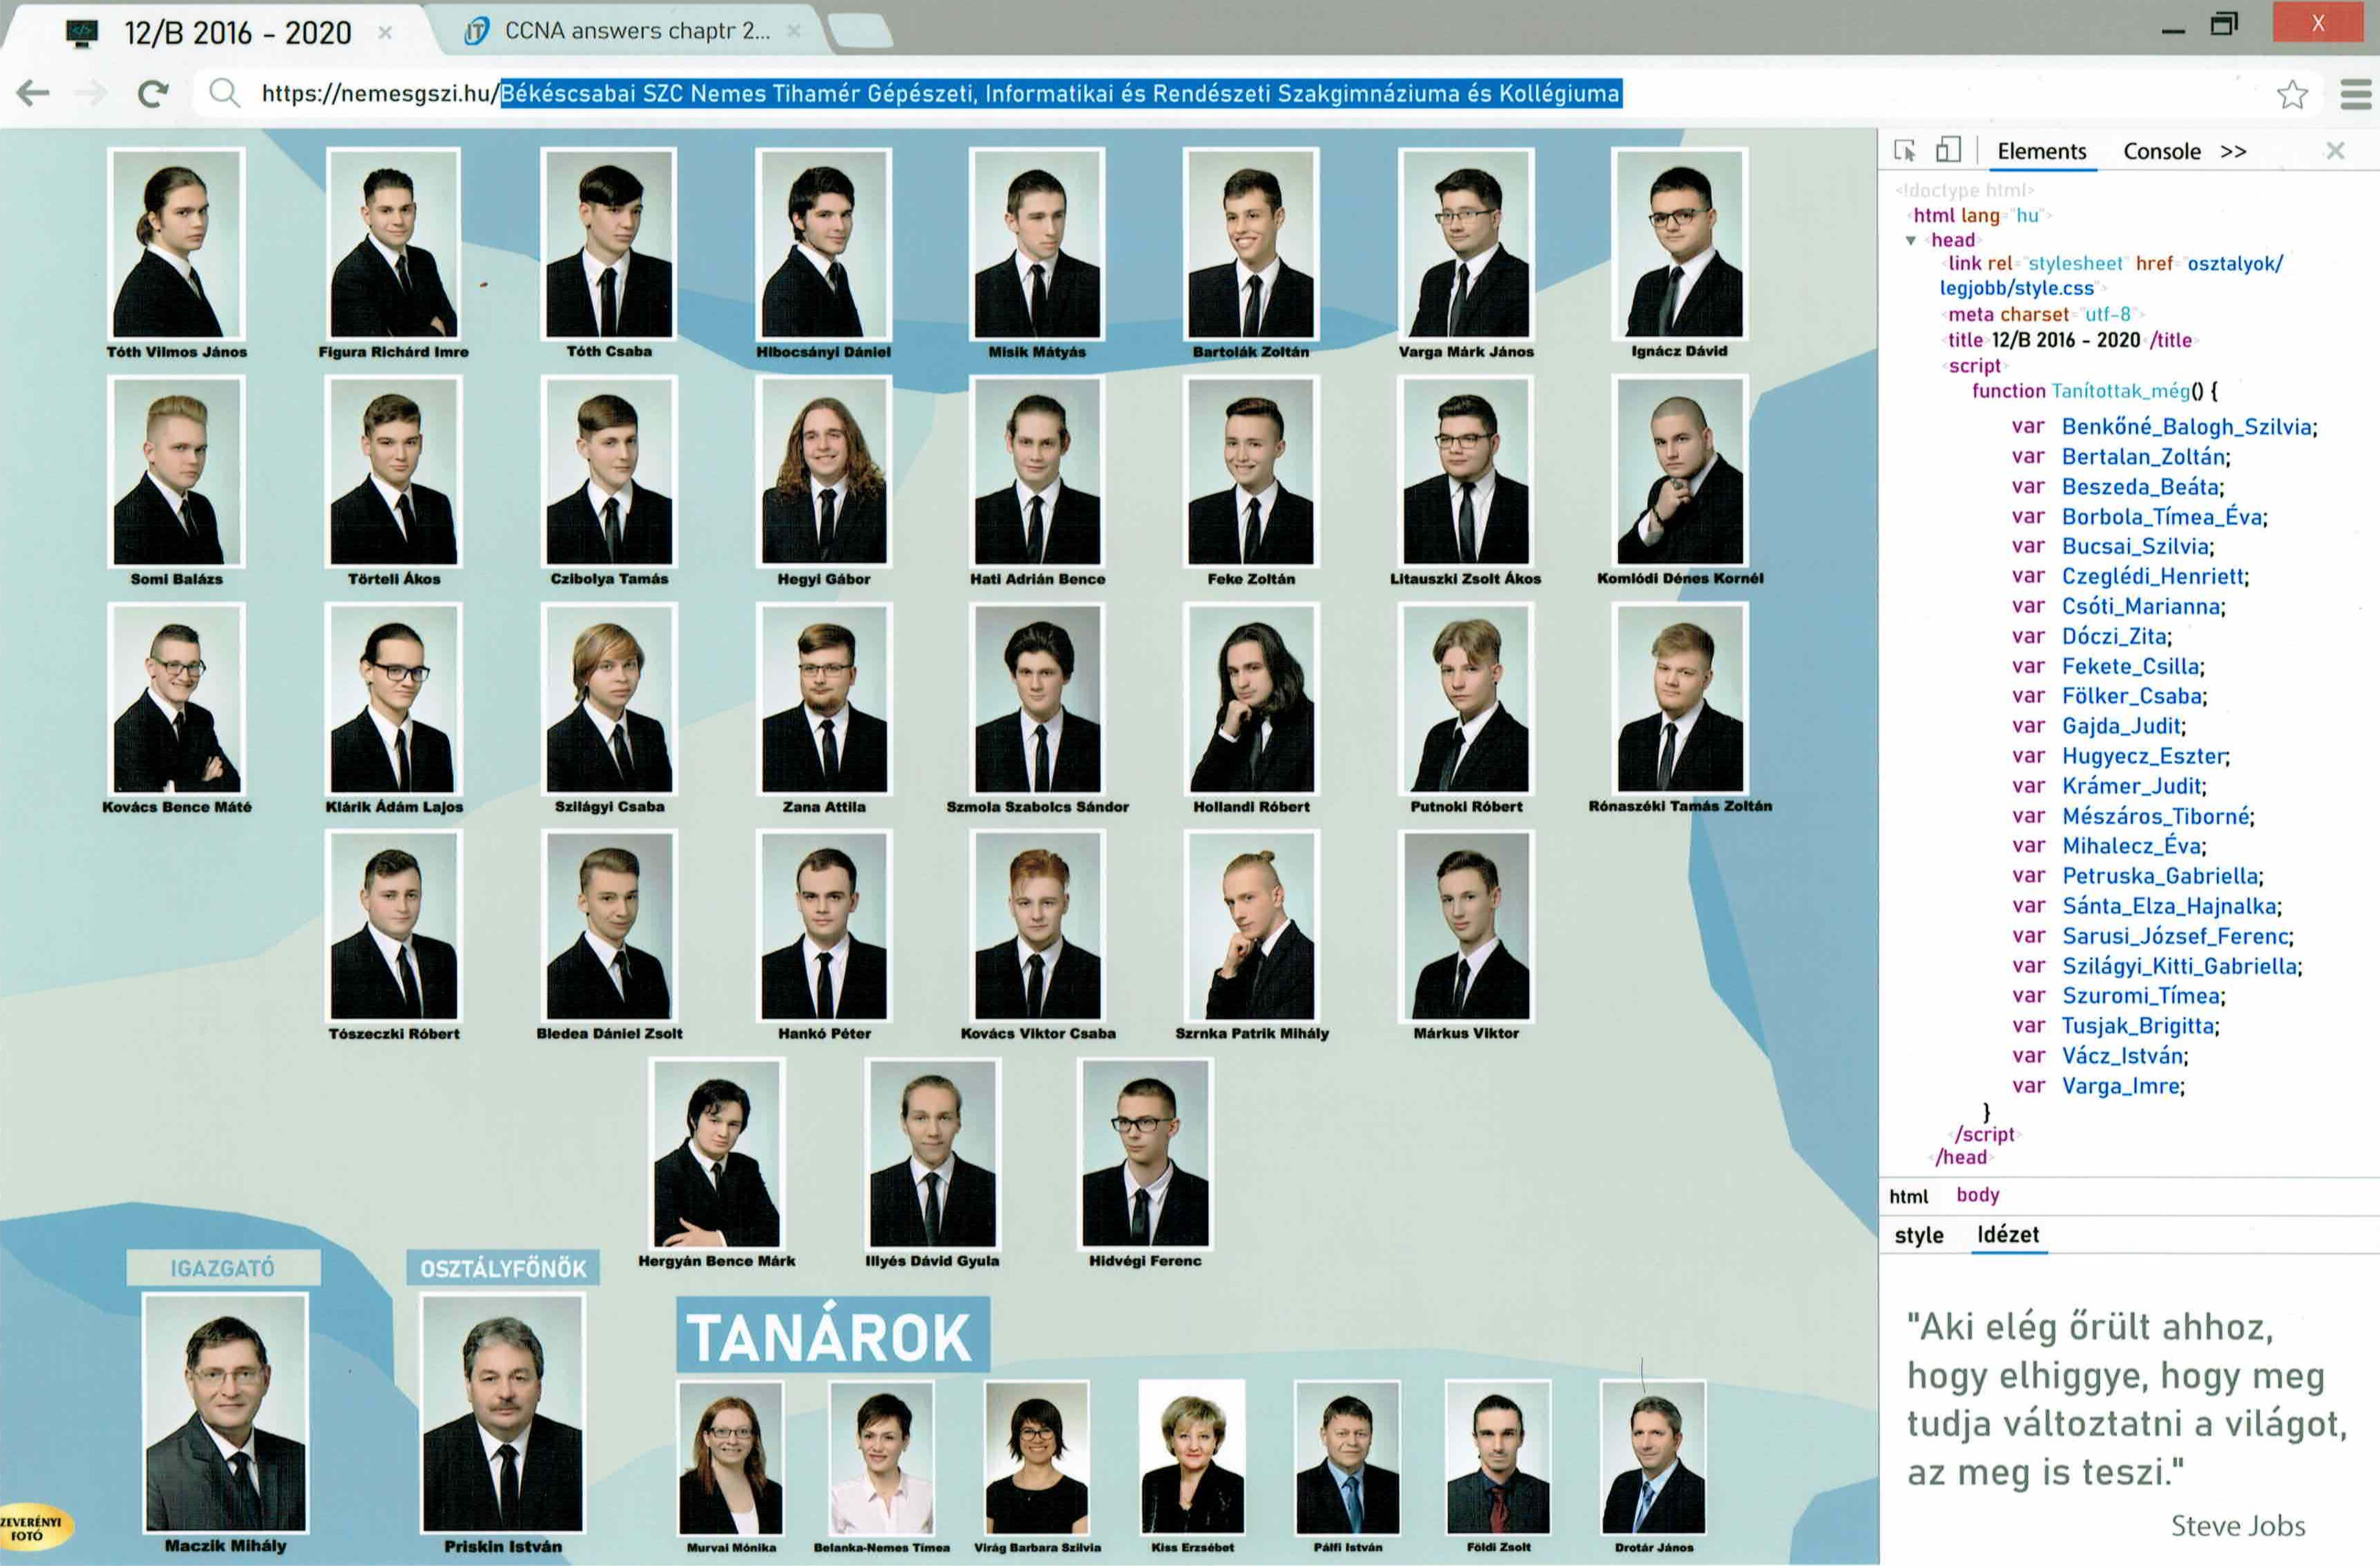 12/B 2016 - 2020 ×
CCNA answers chaptr 2... ×
X
https://nemesgszi.hu/Békéscsabai SZC Nemes Tihamér Gépészeti, Informatikai és Rendészeti Szakgimnáziuma és Kollégiuma
Tóth Vilmos János Figura Richárd Imre Tóth Csaba Hibocsányi Dániel Misik Mátyás Bartolák Zoltán Varga Márk János Ignácz Dávid
Somi Balázs Törteli Ákos Czibolya Tamás Hegyi Gábor Hati Adrián Bence Feke Zoltán Litauszki Zsolt Ákos Komlódi Dénes Kornél
Kovács Bence Máté Klárik Ádám Lajos Szilágyi Csaba Zana Attila Szmola Szabolcs Sándor Hollandi Róbert Putnoki Róbert Rónaszéki Tamás Zoltán
Tószeczki Róbert Bledea Dániel Zsolt Hankó Péter Kovács Viktor Csaba Szrnka Patrik Mihály Márkus Viktor
Hergyán Bence Márk Illyés Dávid Gyula Hidvégi Ferenc
IGAZGATÓ
Maczik Mihály
OSZTÁLYFŐNÖK
Priskin István
TANÁROK
Murvai Mónika Belanka-Nemes Tímea Virág Barbara Szilvia Kiss Erzsébet Pálfi István Földi Zsolt Drotár János
ZEVERÉNYI
FOTÓ
Elements Console >> ×
<!doctype html>
<html lang="hu">
<head>
<link rel="stylesheet" href="osztalyok/
legjobb/style.css">
<meta charset="utf-8">
<title>12/B 2016 - 2020</title>
<script>
function Tanítottak_még() {
var Benkőné_Balogh_Szilvia;
var Bertalan_Zoltán;
var Beszeda_Beáta;
var Borbola_Tímea_Éva;
var Bucsai_Szilvia;
var Czeglédi_Henriett;
var Csóti_Marianna;
var Dóczi_Zita;
var Fekete_Csilla;
var Fölker_Csaba;
var Gajda_Judit;
var Hugyecz_Eszter;
var Krámer_Judit;
var Mészáros_Tiborné;
var Mihalecz_Éva;
var Petruska_Gabriella;
var Sánta_Elza_Hajnalka;
var Sarusi_József_Ferenc;
var Szilágyi_Kitti_Gabriella;
var Szuromi_Tímea;
var Tusjak_Brigitta;
var Vácz_István;
var Varga_Imre;
}
</script>
</head>
html body
style Idézet
"Aki elég őrült ahhoz,
hogy elhiggye, hogy meg
tudja változtatni a világot,
az meg is teszi."
Steve Jobs